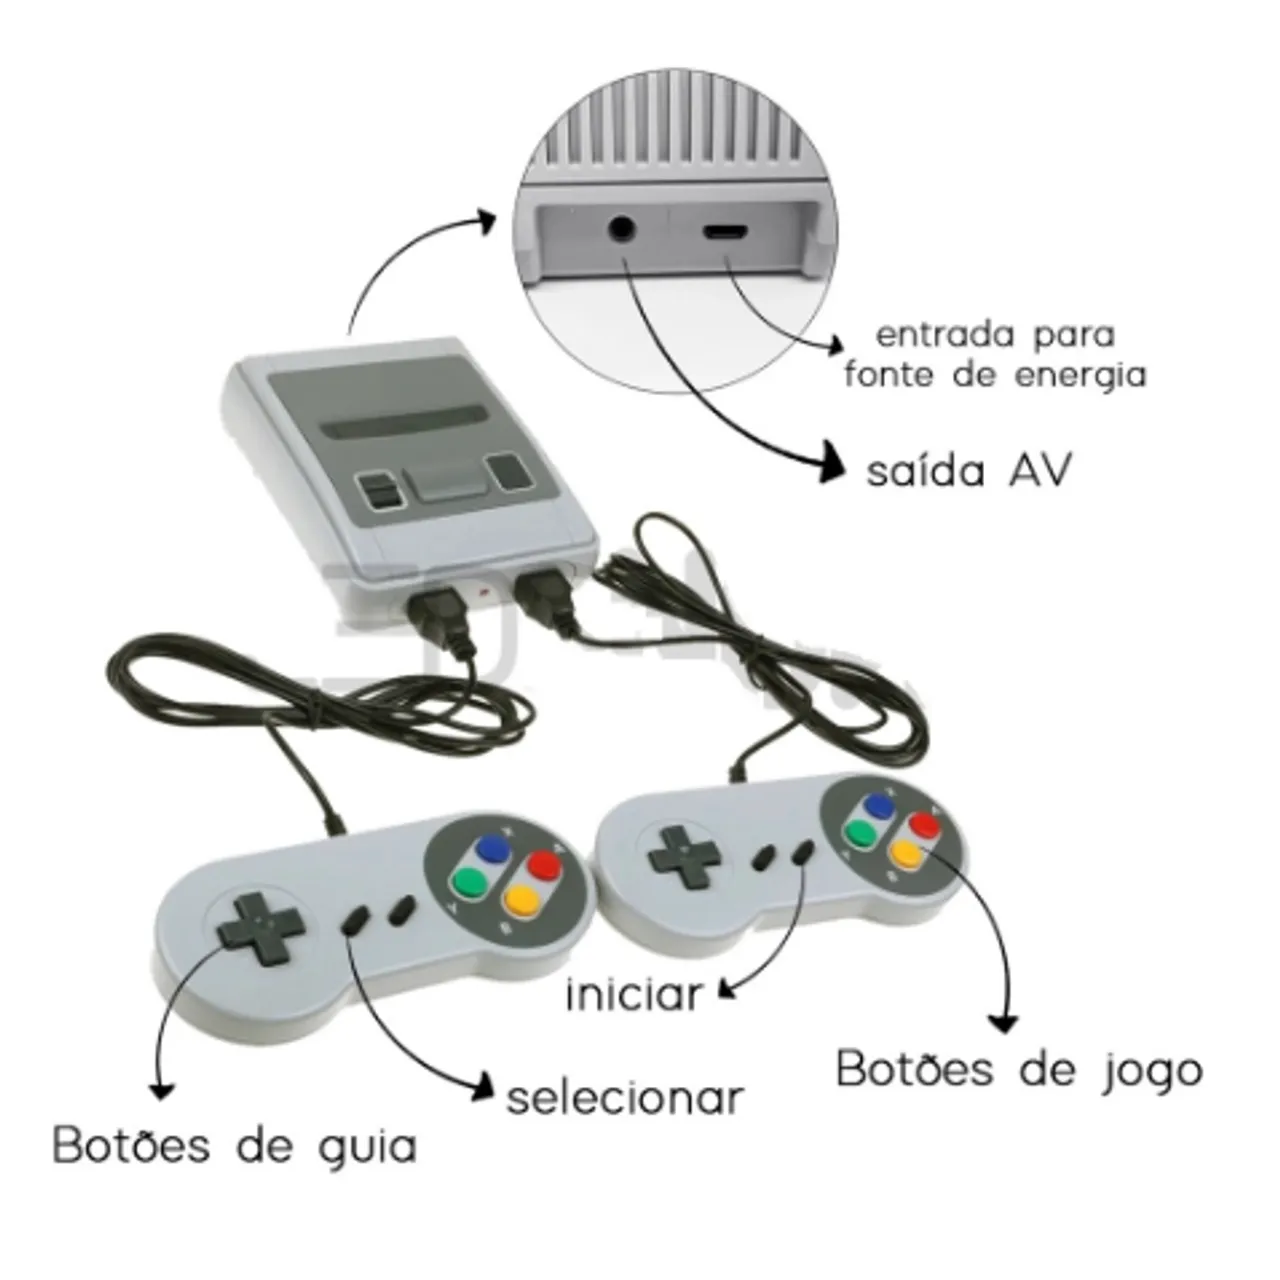 entrada para
fonte de energia
saída AV
iniciar
Botões de jogo
selecionar
Botões de guia